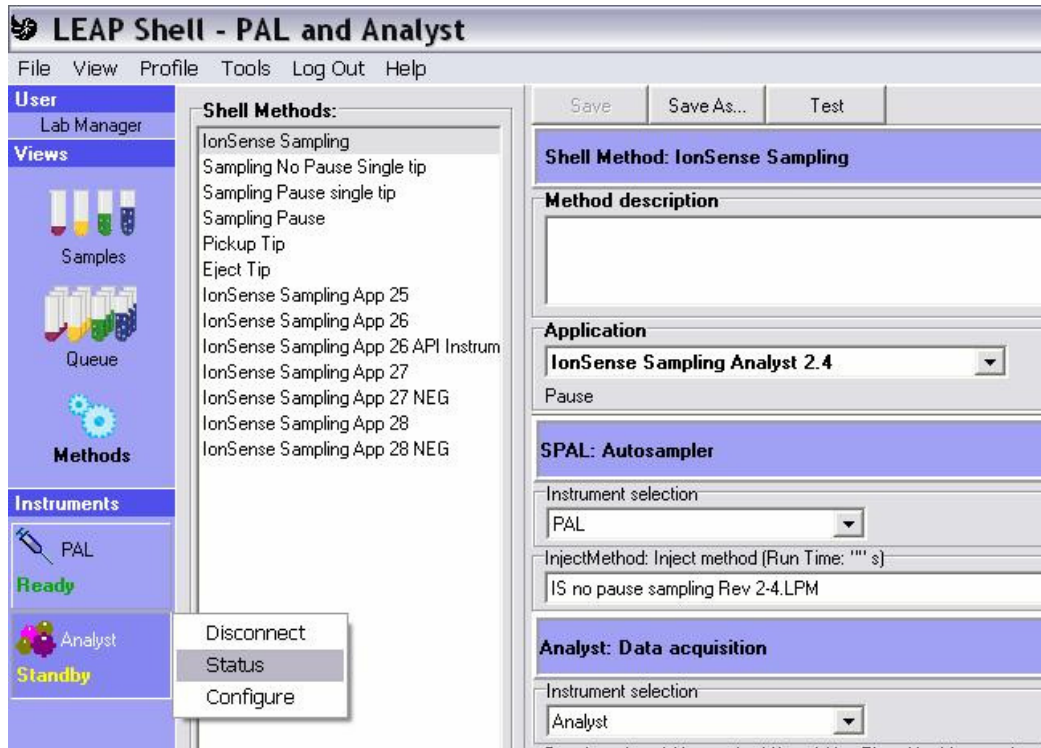 LEAP Shell - PAL and Analyst
File View Profile Tools Log Out Help
User
Lab Manager
Views
Samples
Queue
Methods
Instruments
PAL
Ready
Analyst
Standby
Disconnect
Status
Configure
Shell Methods:
IonSense Sampling
Sampling No Pause Single tip
Sampling Pause single tip
Sampling Pause
Pickup Tip
Eject Tip
IonSense Sampling App 25
IonSense Sampling App 26
IonSense Sampling App 26 API Instrum
IonSense Sampling App 27
IonSense Sampling App 27 NEG
IonSense Sampling App 28
IonSense Sampling App 28 NEG
Save Save As... Test
Shell Method: IonSense Sampling
Method description
Application
IonSense Sampling Analyst 2.4
Pause
SPAL: Autosampler
Instrument selection
PAL
InjectMethod: Inject method (Run Time: "" s)
IS no pause sampling Rev 2-4.LPM
Analyst: Data acquisition
Instrument selection
Analyst